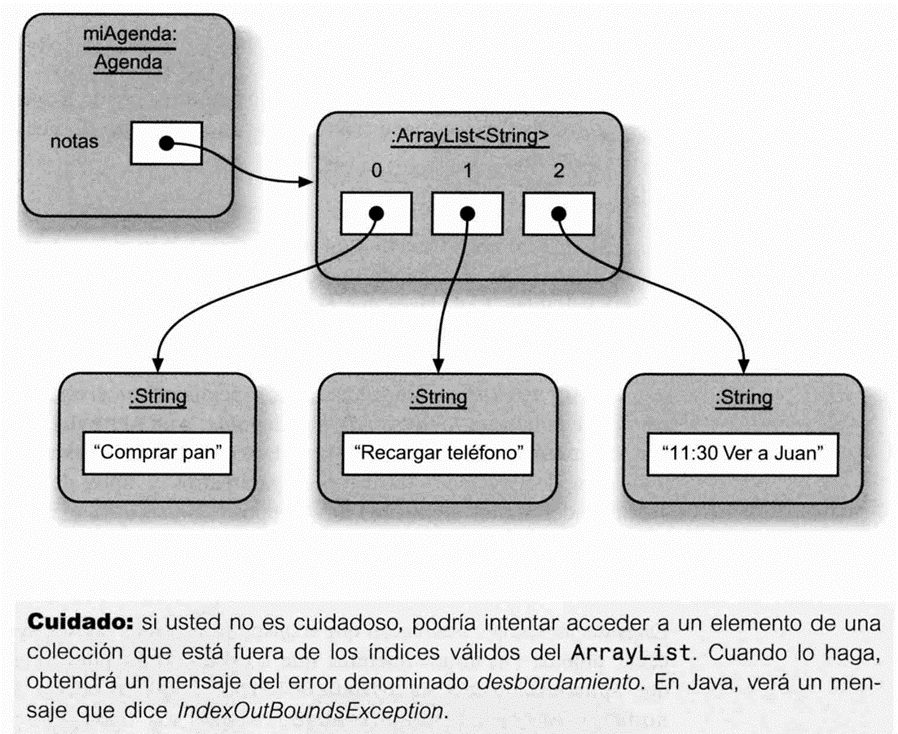 miAgenda:
Agenda
notas
:ArrayList<String>
0 1 2
:String :String :String
“Comprar pan” “Recargar teléfono” “11:30 Ver a Juan”
Cuidado: si usted no es cuidadoso, podría intentar acceder a un elemento de una
colección que está fuera de los índices válidos del ArrayList. Cuando lo haga,
obtendrá un mensaje del error denominado desbordamiento. En Java, verá un men-
saje que dice IndexOutBoundsException.